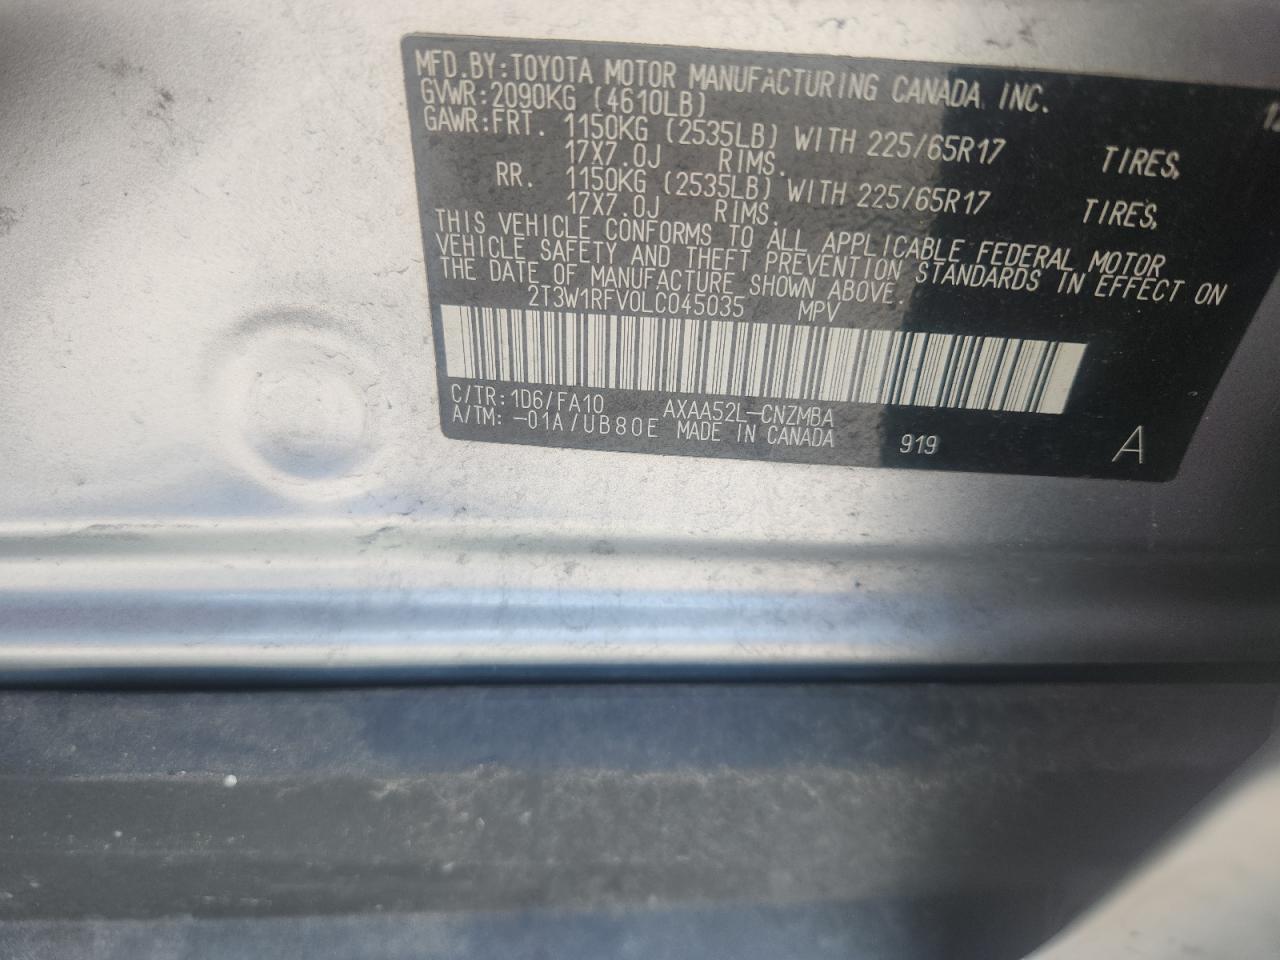 MFD.BY:TOYOTA MOTOR MANUFACTURING CANADA INC. 12
GVWR:2090KG (4610LB)
GAWR:FRT. 1150KG (2535LB) WITH 225/65R17 TIRES,
17X7.0J RIMS.
RR. 1150KG (2535LB) WITH 225/65R17 TIRES,
17X7.0J RIMS.
THIS VEHICLE CONFORMS TO ALL APPLICABLE FEDERAL MOTOR
VEHICLE SAFETY AND THEFT PREVENTION STANDARDS IN EFFECT ON
THE DATE OF MANUFACTURE SHOWN ABOVE.
2T3W1RFV0LC045035 MPV
C/TR:1D6/FA10 AXAA52L-CNZMBA
A/TM:-01A/UB80E MADE IN CANADA 919 A